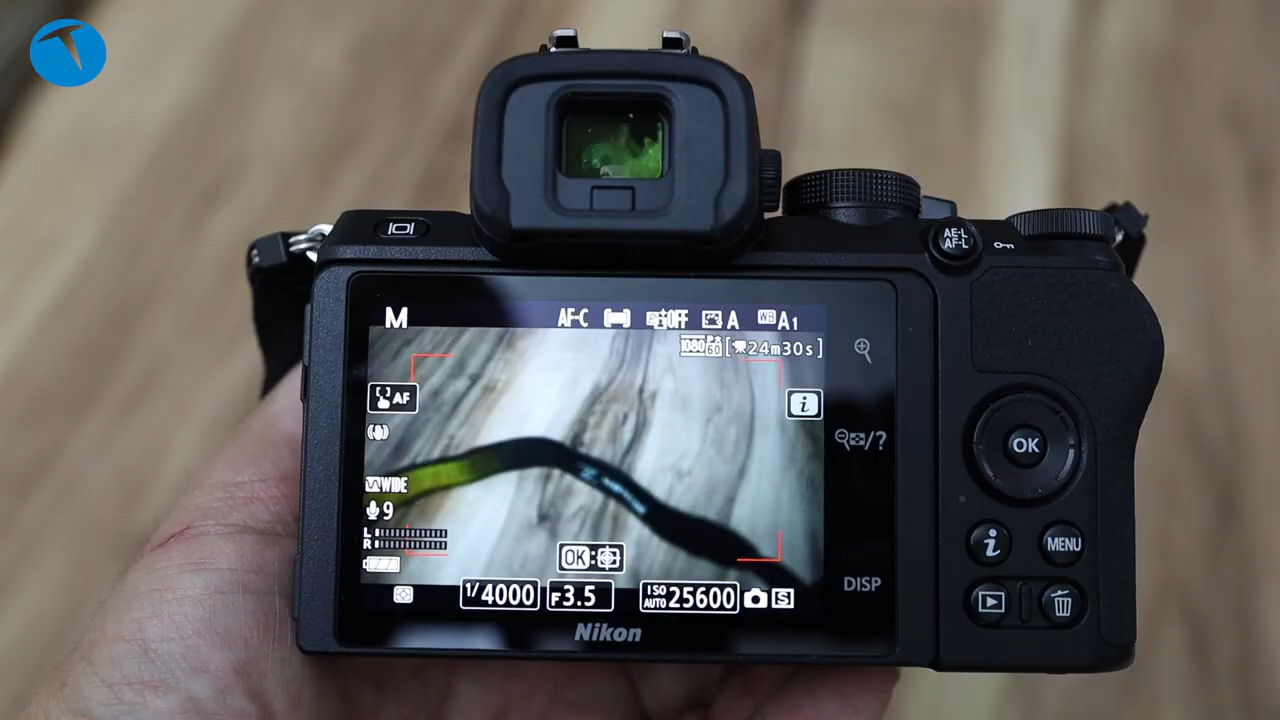 AE-L
AF-L
M AF-C OFF A WB A1
1080 60 [24m30s]
AF
i
WIDE
9
L
R
OK:
1/4000 F3.5 ISO AUTO 25600 S
Nikon
/?
DISP
OK
i MENU